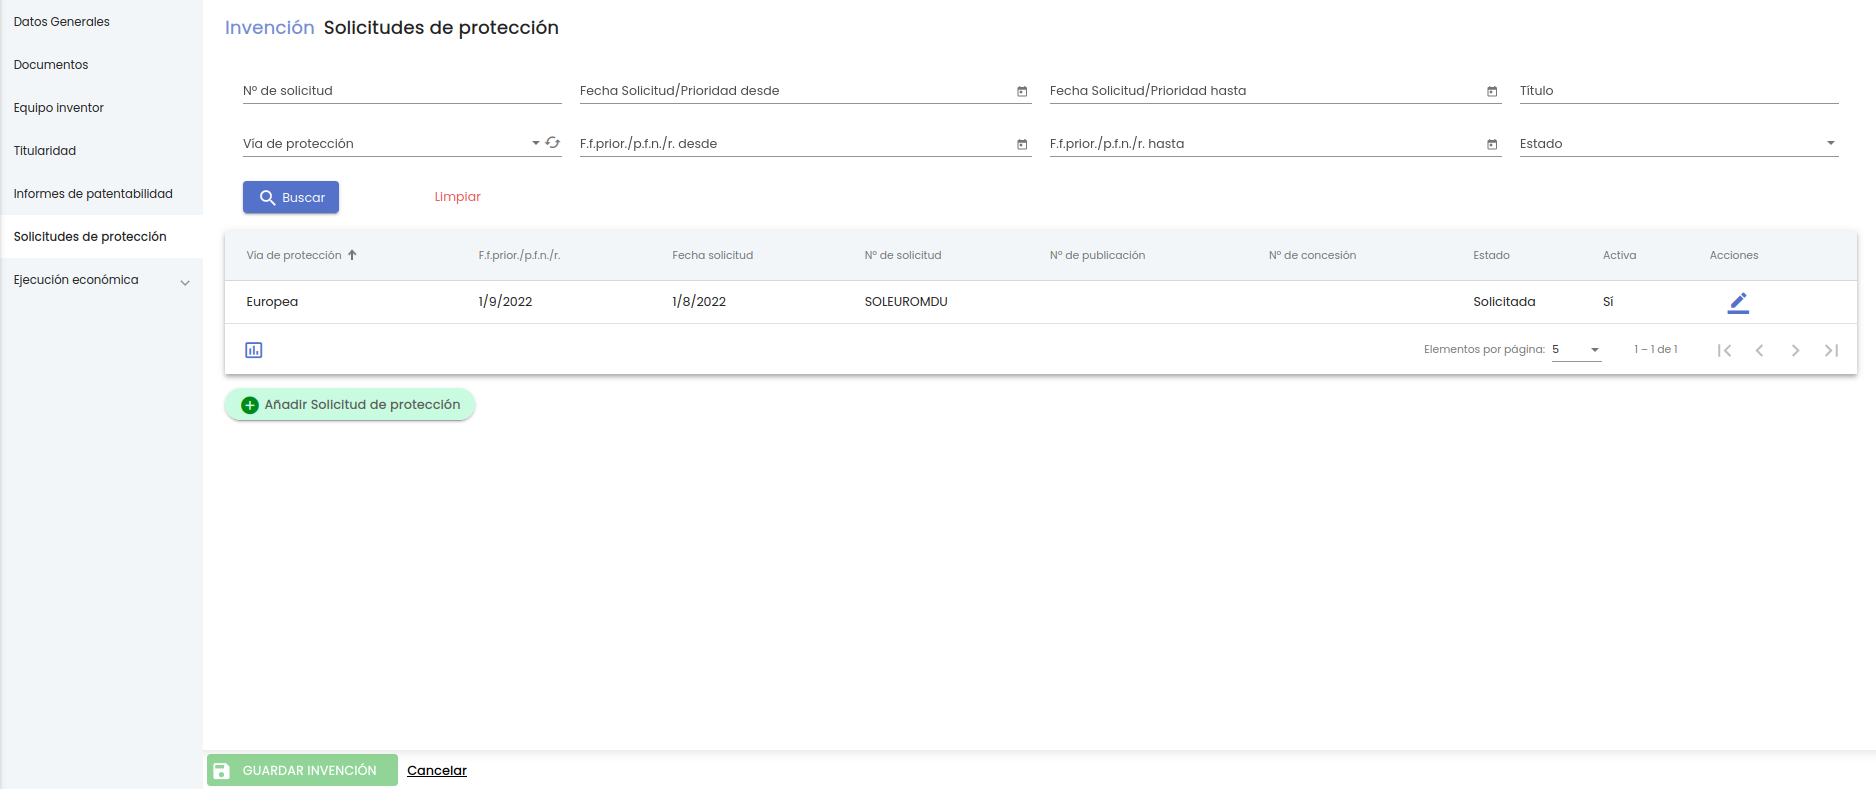 Datos Generales
Documentos
Equipo inventor
Titularidad
Informes de patentabilidad
Solicitudes de protección
Ejecución económica
Invención Solicitudes de protección
Nº de solicitud Fecha Solicitud/Prioridad desde Fecha Solicitud/Prioridad hasta Título
Vía de protección F.f.prior./p.f.n./r. desde F.f.prior./p.f.n./r. hasta Estado
Buscar Limpiar
Vía de protección F.f.prior./p.f.n./r. Fecha solicitud Nº de solicitud Nº de publicación Nº de concesión Estado Activa Acciones
Europea 1/9/2022 1/8/2022 SOLEUROMDU Solicitada Sí
Elementos por página: 5 1 – 1 de 1
Añadir Solicitud de protección
GUARDAR INVENCIÓN Cancelar